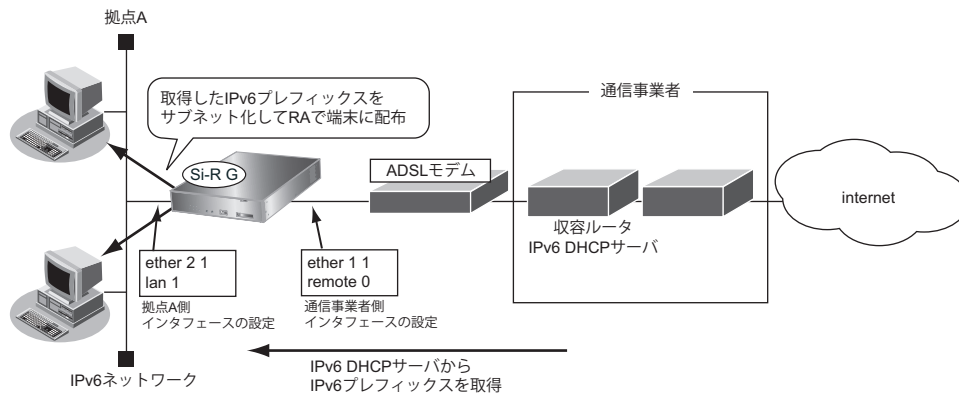 拠点A
取得したIPv6プレフィックスを
サブネット化してRAで端末に配布
Si-R G
ADSLモデム
通信事業者
internet
収容ルータ
IPv6 DHCPサーバ
ether 2 1
lan 1
拠点A側
インタフェースの設定
ether 1 1
remote 0
通信事業者側
インタフェースの設定
IPv6ネットワーク
IPv6 DHCPサーバから
IPv6プレフィックスを取得